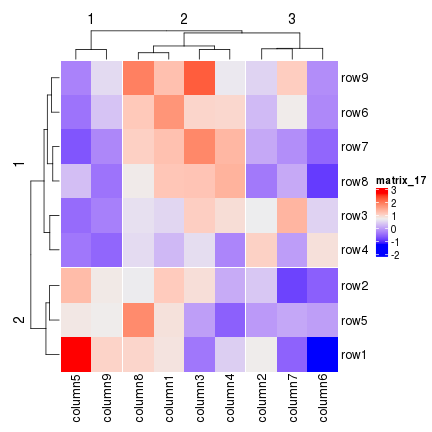 1 2 3
1
2
row9
row6
row7
row8
row3
row4
row2
row5
row1
column5
column9
column8
column1
column3
column4
column2
column7
column6
matrix_17
3
2
1
0
-1
-2